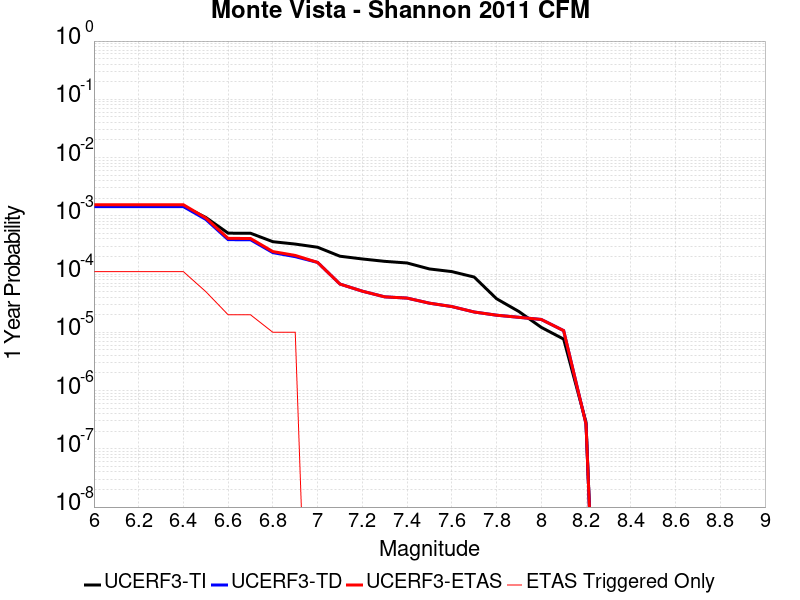 Monte Vista - Shannon 2011 CFM
10 0
10 -1
10 -2
10 -3
10 -4
10 -5
10 -6
10 -7
10 -8
1 Year Probability
6 6.2 6.4 6.6 6.8 7 7.2 7.4 7.6 7.8 8 8.2 8.4 8.6 8.8 9
Magnitude
UCERF3-TI UCERF3-TD UCERF3-ETAS ETAS Triggered Only